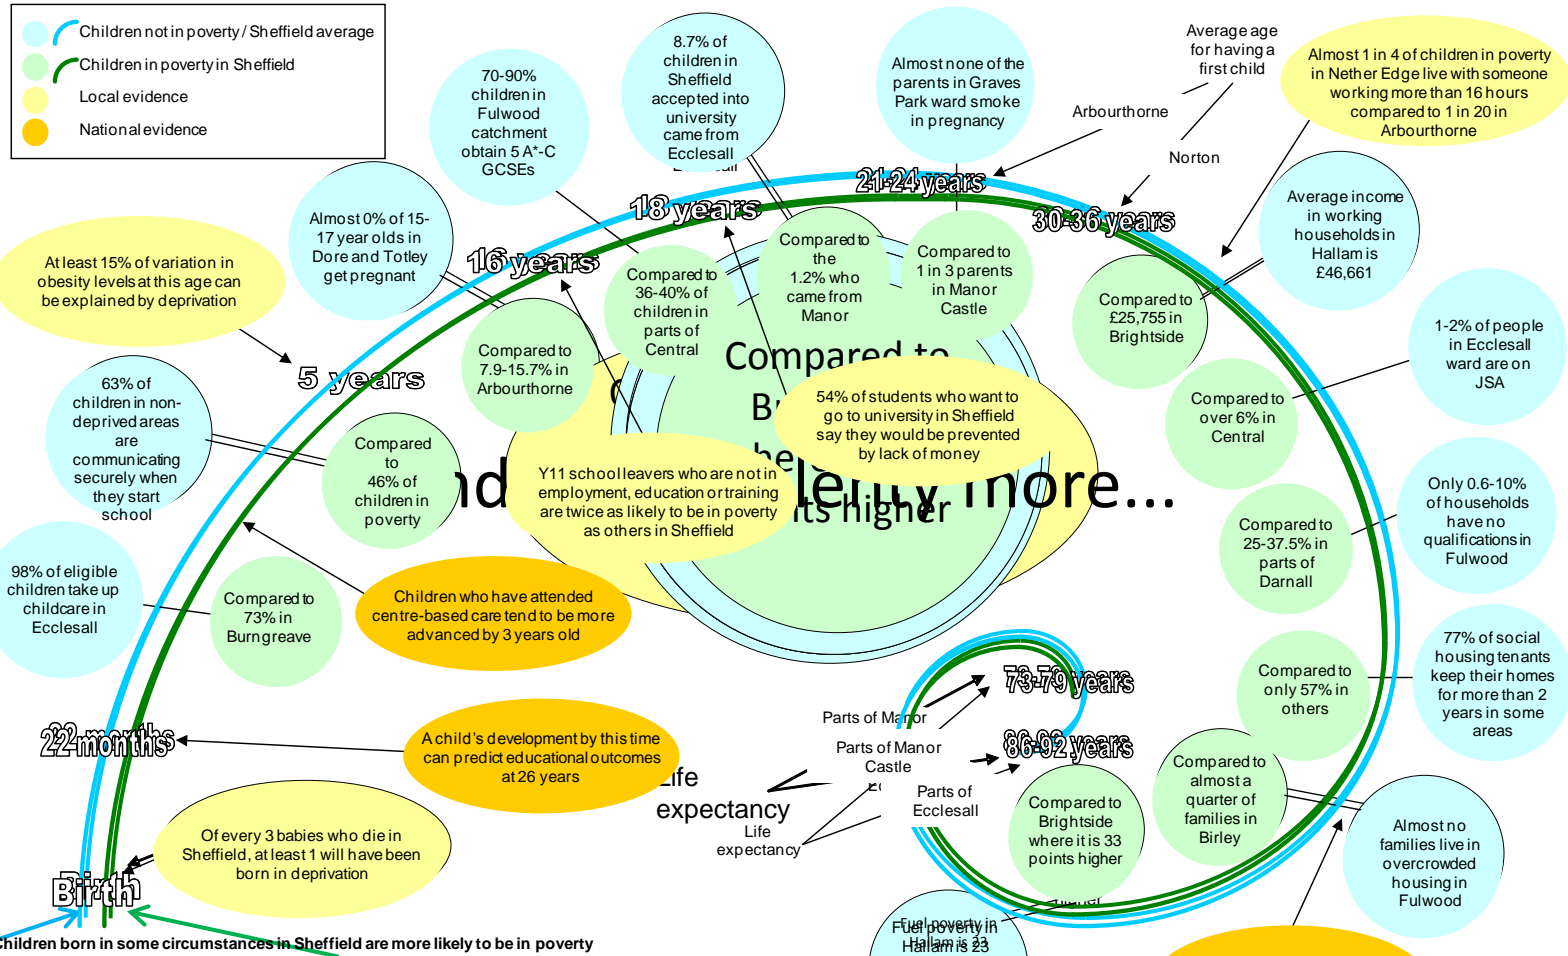 Children not in poverty / Sheffield average
Children in poverty in Sheffield
Local evidence
National evidence
70-90%
children in
Fulwood
catchment
obtain 5 A*-C
GCSEs
8.7% of
children in
Sheffield
accepted into
university
came from
Ecclesall
Almost none of the
parents in Graves
Park ward smoke
in pregnancy
Average age
for having a
first child
Arbourthorne
Norton
Almost 1 in 4 of children in poverty
in Nether Edge live with someone
working more than 16 hours
compared to 1 in 20 in
Arbourthorne
Almost 0% of 15-
17 year olds in
Dore and Totley
get pregnant
16 years
18 years
21-24 years
30-36 years
Average income
in working
households in
Hallam is
£46,661
At least 15% of variation in
obesity levels at this age can
be explained by deprivation
5 years
Compared to
7.9-15.7% in
Arbourthorne
Compared to
36-40% of
children in
parts of
Central
Compared to
the
1.2% who
came from
Manor
Compared to
1 in 3 parents
in Manor
Castle
Compared to
£25,755 in
Brightside
1-2% of people
in Ecclesall
ward are on
JSA
Compared to
over 6% in
Central
63% of
children in non-
deprived areas
are
communicating
securely when
they start
school
Compared
to
46% of
children in
poverty
Compared to
54% of students who want to
go to university in Sheffield
say they would be prevented
by lack of money
Y11 school leavers who are not in
employment, education or training
are twice as likely to be in poverty
as others in Sheffield
more...
higher
Only 0.6-10%
of households
have no
qualifications in
Fulwood
Compared to
25-37.5% in
parts of
Darnall
98% of eligible
children take up
childcare in
Ecclesall
Compared to
73% in
Burngreave
Children who have attended
centre-based care tend to be more
advanced by 3 years old
77% of social
housing tenants
keep their homes
for more than 2
years in some
areas
Compared to
only 57% in
others
22 months
A child's development by this time
can predict educational outcomes
at 26 years
73-79 years
86-92 years
Parts of Manor
Parts of Manor
Castle
Parts of
Ecclesall
Life
expectancy
Life
expectancy
Compared to
Brightside
where it is 33
points higher
Compared to
almost a
quarter of
families in
Birley
Almost no
families live in
overcrowded
housing in
Fulwood
Of every 3 babies who die in
Sheffield, at least 1 will have been
born in deprivation
Birth
Children born in some circumstances in Sheffield are more likely to be in poverty
Fuel poverty in
Hallam is 23